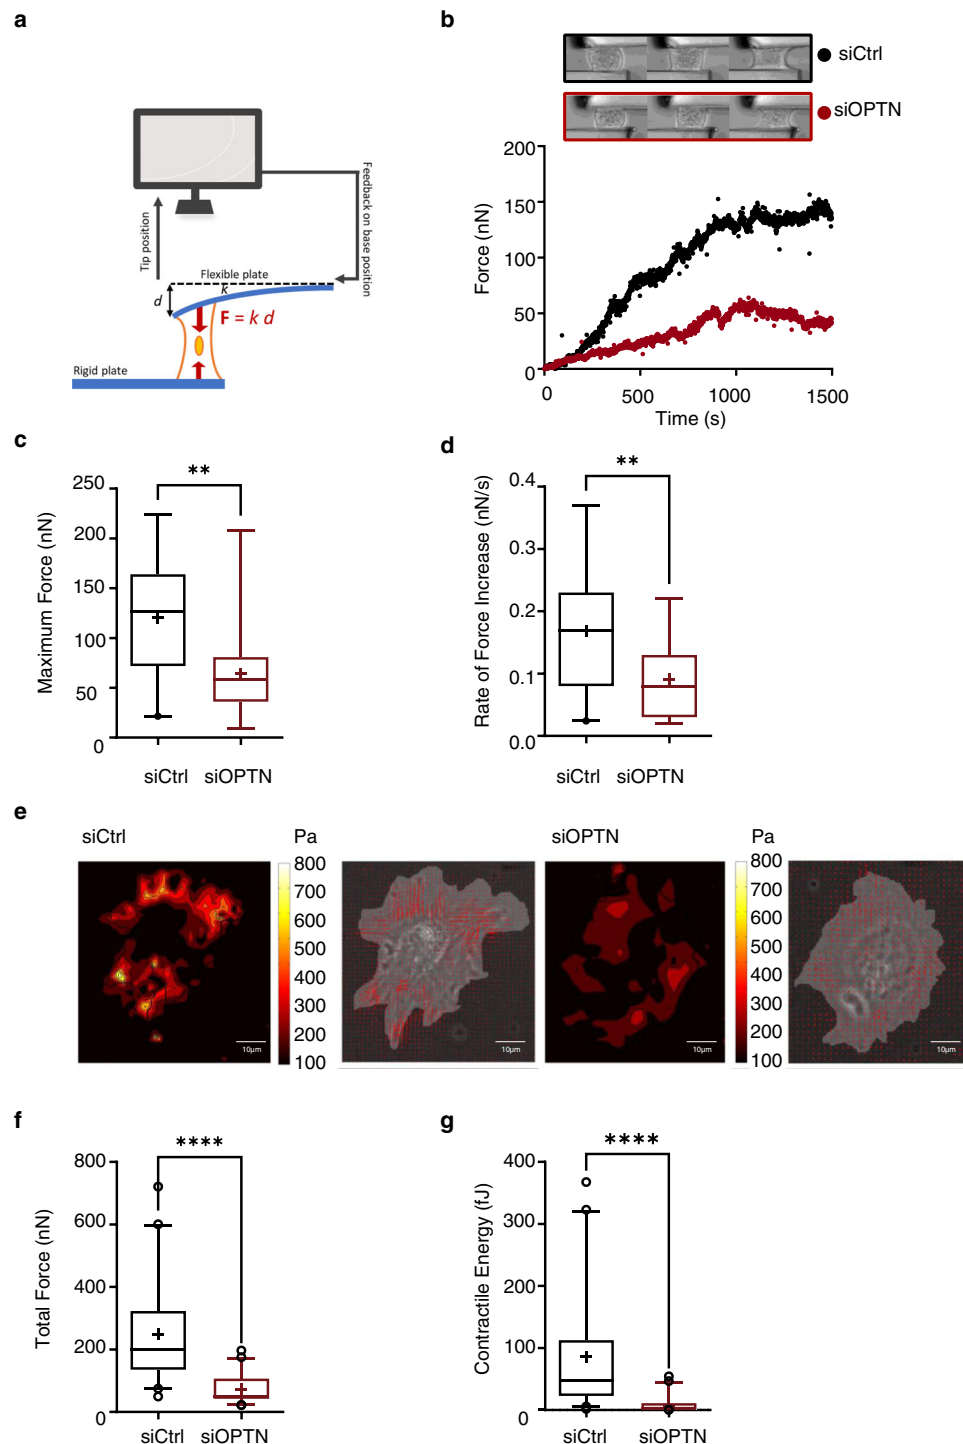 a
Tip position
Feedback on base position
Flexible plate
k
d
F = k d
Rigid plate
b
siCtrl
siOPTN
200
150
100
50
0
Force (nN)
0 500 1000 1500
Time (s)
c
**
250
200
150
100
50
0
Maximum Force (nN)
siCtrl siOPTN
d
**
0.4
0.3
0.2
0.1
0.0
Rate of Force Increase (nN/s)
siCtrl siOPTN
e
siCtrl Pa siOPTN Pa
800
700
600
500
400
300
200
100
10µm
10µm
800
700
600
500
400
300
200
100
10µm
10µm
f
****
800
600
400
200
0
Total Force (nN)
siCtrl siOPTN
g
****
400
300
200
100
0
Contractile Energy (fJ)
siCtrl siOPTN